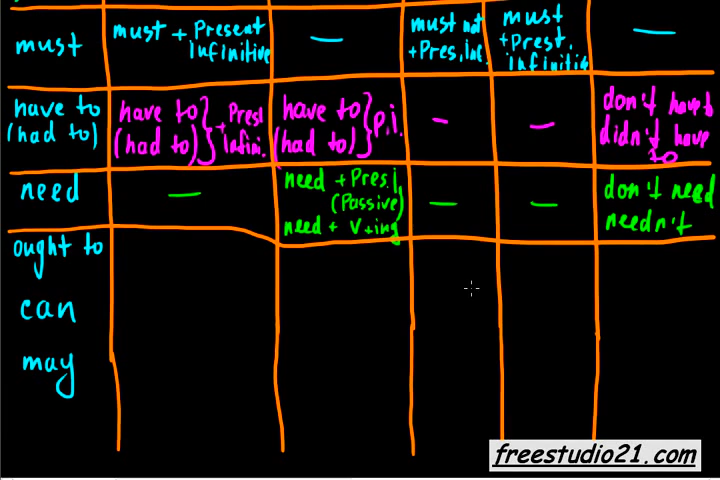 must
must + Present
Infinitive
—
must not
+ Pres. Inf.
must
+ Prest.
infinitiv
—
have to
(had to)
have to
(had to)
+ Prest
Infini.
have to
(had to)
p.i.
—
—
don't have to
didn't have
to
need
—
need + Pres.i
(Passive)
need + V+ing
—
—
don't need
needn't
ought to
can
may
freestudio21.com